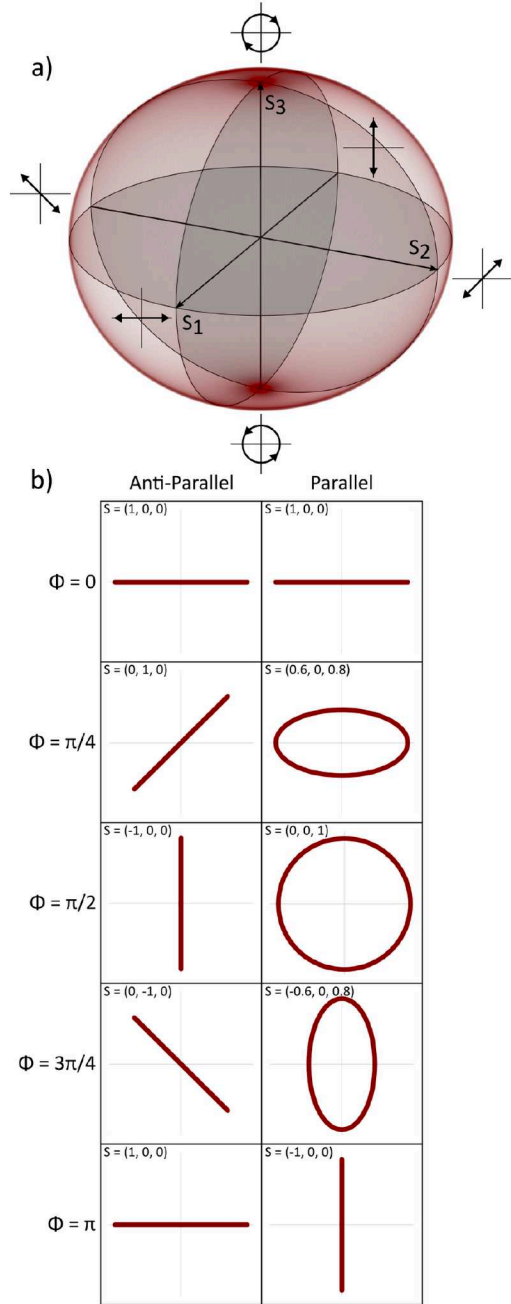 a)
S3
S2
S1
b)
Anti-Parallel Parallel
S = (1, 0, 0) S = (1, 0, 0)
Φ = 0
S = (0, 1, 0) S = (0.6, 0, 0.8)
Φ = π/4
S = (-1, 0, 0) S = (0, 0, 1)
Φ = π/2
S = (0, -1, 0) S = (-0.6, 0, 0.8)
Φ = 3π/4
S = (1, 0, 0) S = (-1, 0, 0)
Φ = π